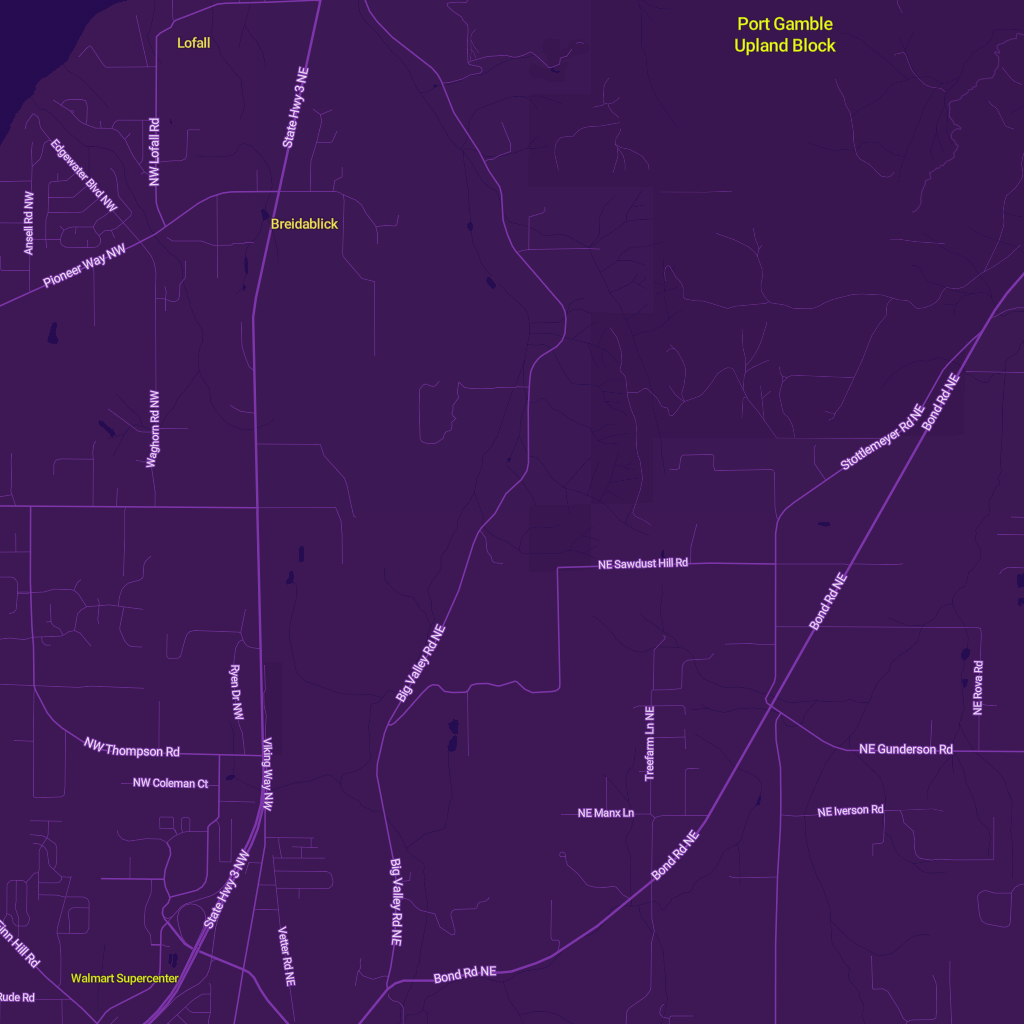 Port Gamble
Upland Block
Lofall
State Hwy 3 NE
NW Lofall Rd
Edgewater Blvd NW
Ansell Rd NW
Breidablick
Pioneer Way NW
Waghorn Rd NW
Bond Rd NE
Stottlemeyer Rd NE
NE Sawdust Hill Rd
Bond Rd NE
Big Valley Rd NE
Ryen Dr NW
NE Rova Rd
Treefarm Ln NE
NW Thompson Rd
NE Gunderson Rd
Viking Way NW
NW Coleman Ct
NE Manx Ln
NE Iverson Rd
Bond Rd NE
State Hwy 3 NW
Big Valley Rd NE
Finn Hill Rd
Vetter Rd NE
Walmart Supercenter
Bond Rd NE
Rude Rd